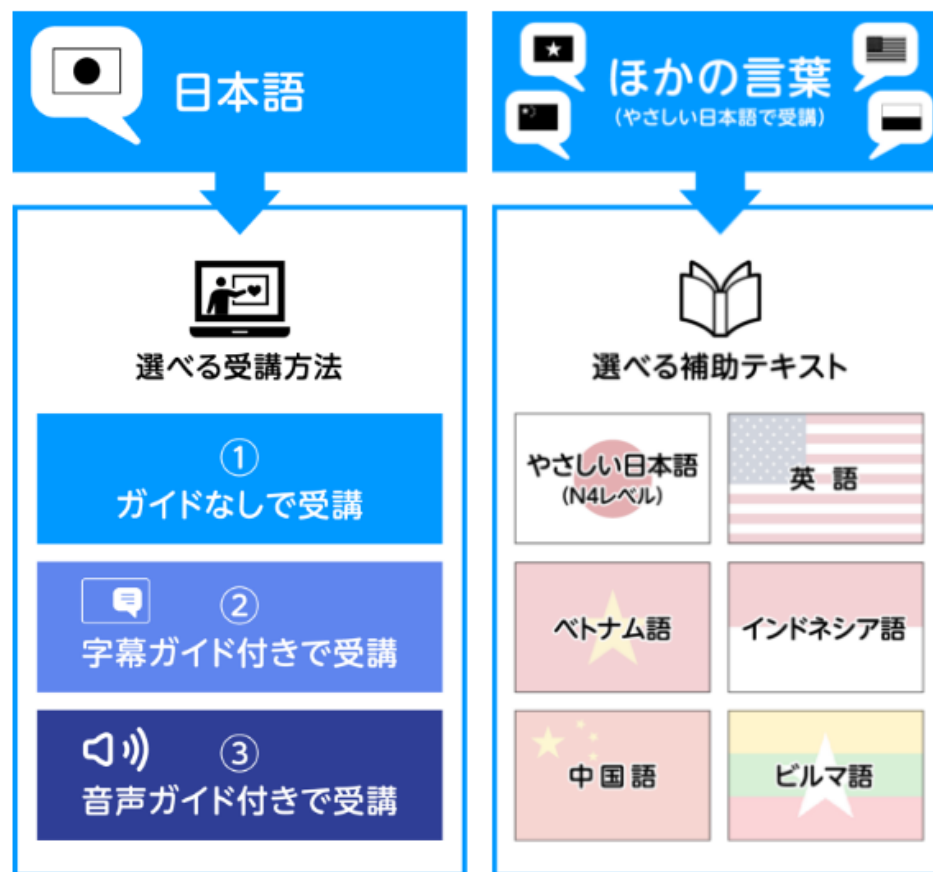 日本語
選べる受講方法
①
ガイドなしで受講
②
字幕ガイド付きで受講
③
音声ガイド付きで受講
ほかの言葉
(やさしい日本語で受講)
選べる補助テキスト
やさしい日本語
(N4レベル)
英語
ベトナム語
インドネシア語
中国語
ビルマ語